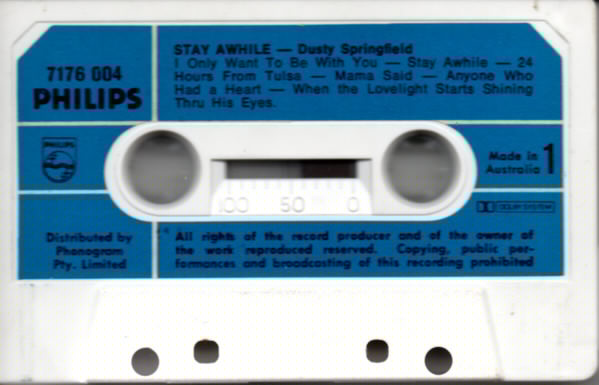 STAY AWHILE — Dusty Springfield
I Only Want To Be With You — Stay Awhile — 24
Hours From Tulsa — Mama Said — Anyone Who
Had a Heart — When the Lovelight Starts Shining
Thru His Eyes.
7176 004
PHILIPS
PHILIPS
Made in
Australia
1
100 50 0
DOLBY SYSTEM
Distributed by
Phonogram
Pty. Limited
All rights of the record producer and of the owner of
the work reproduced reserved. Copying, public per-
formances and broadcasting of this recording prohibited